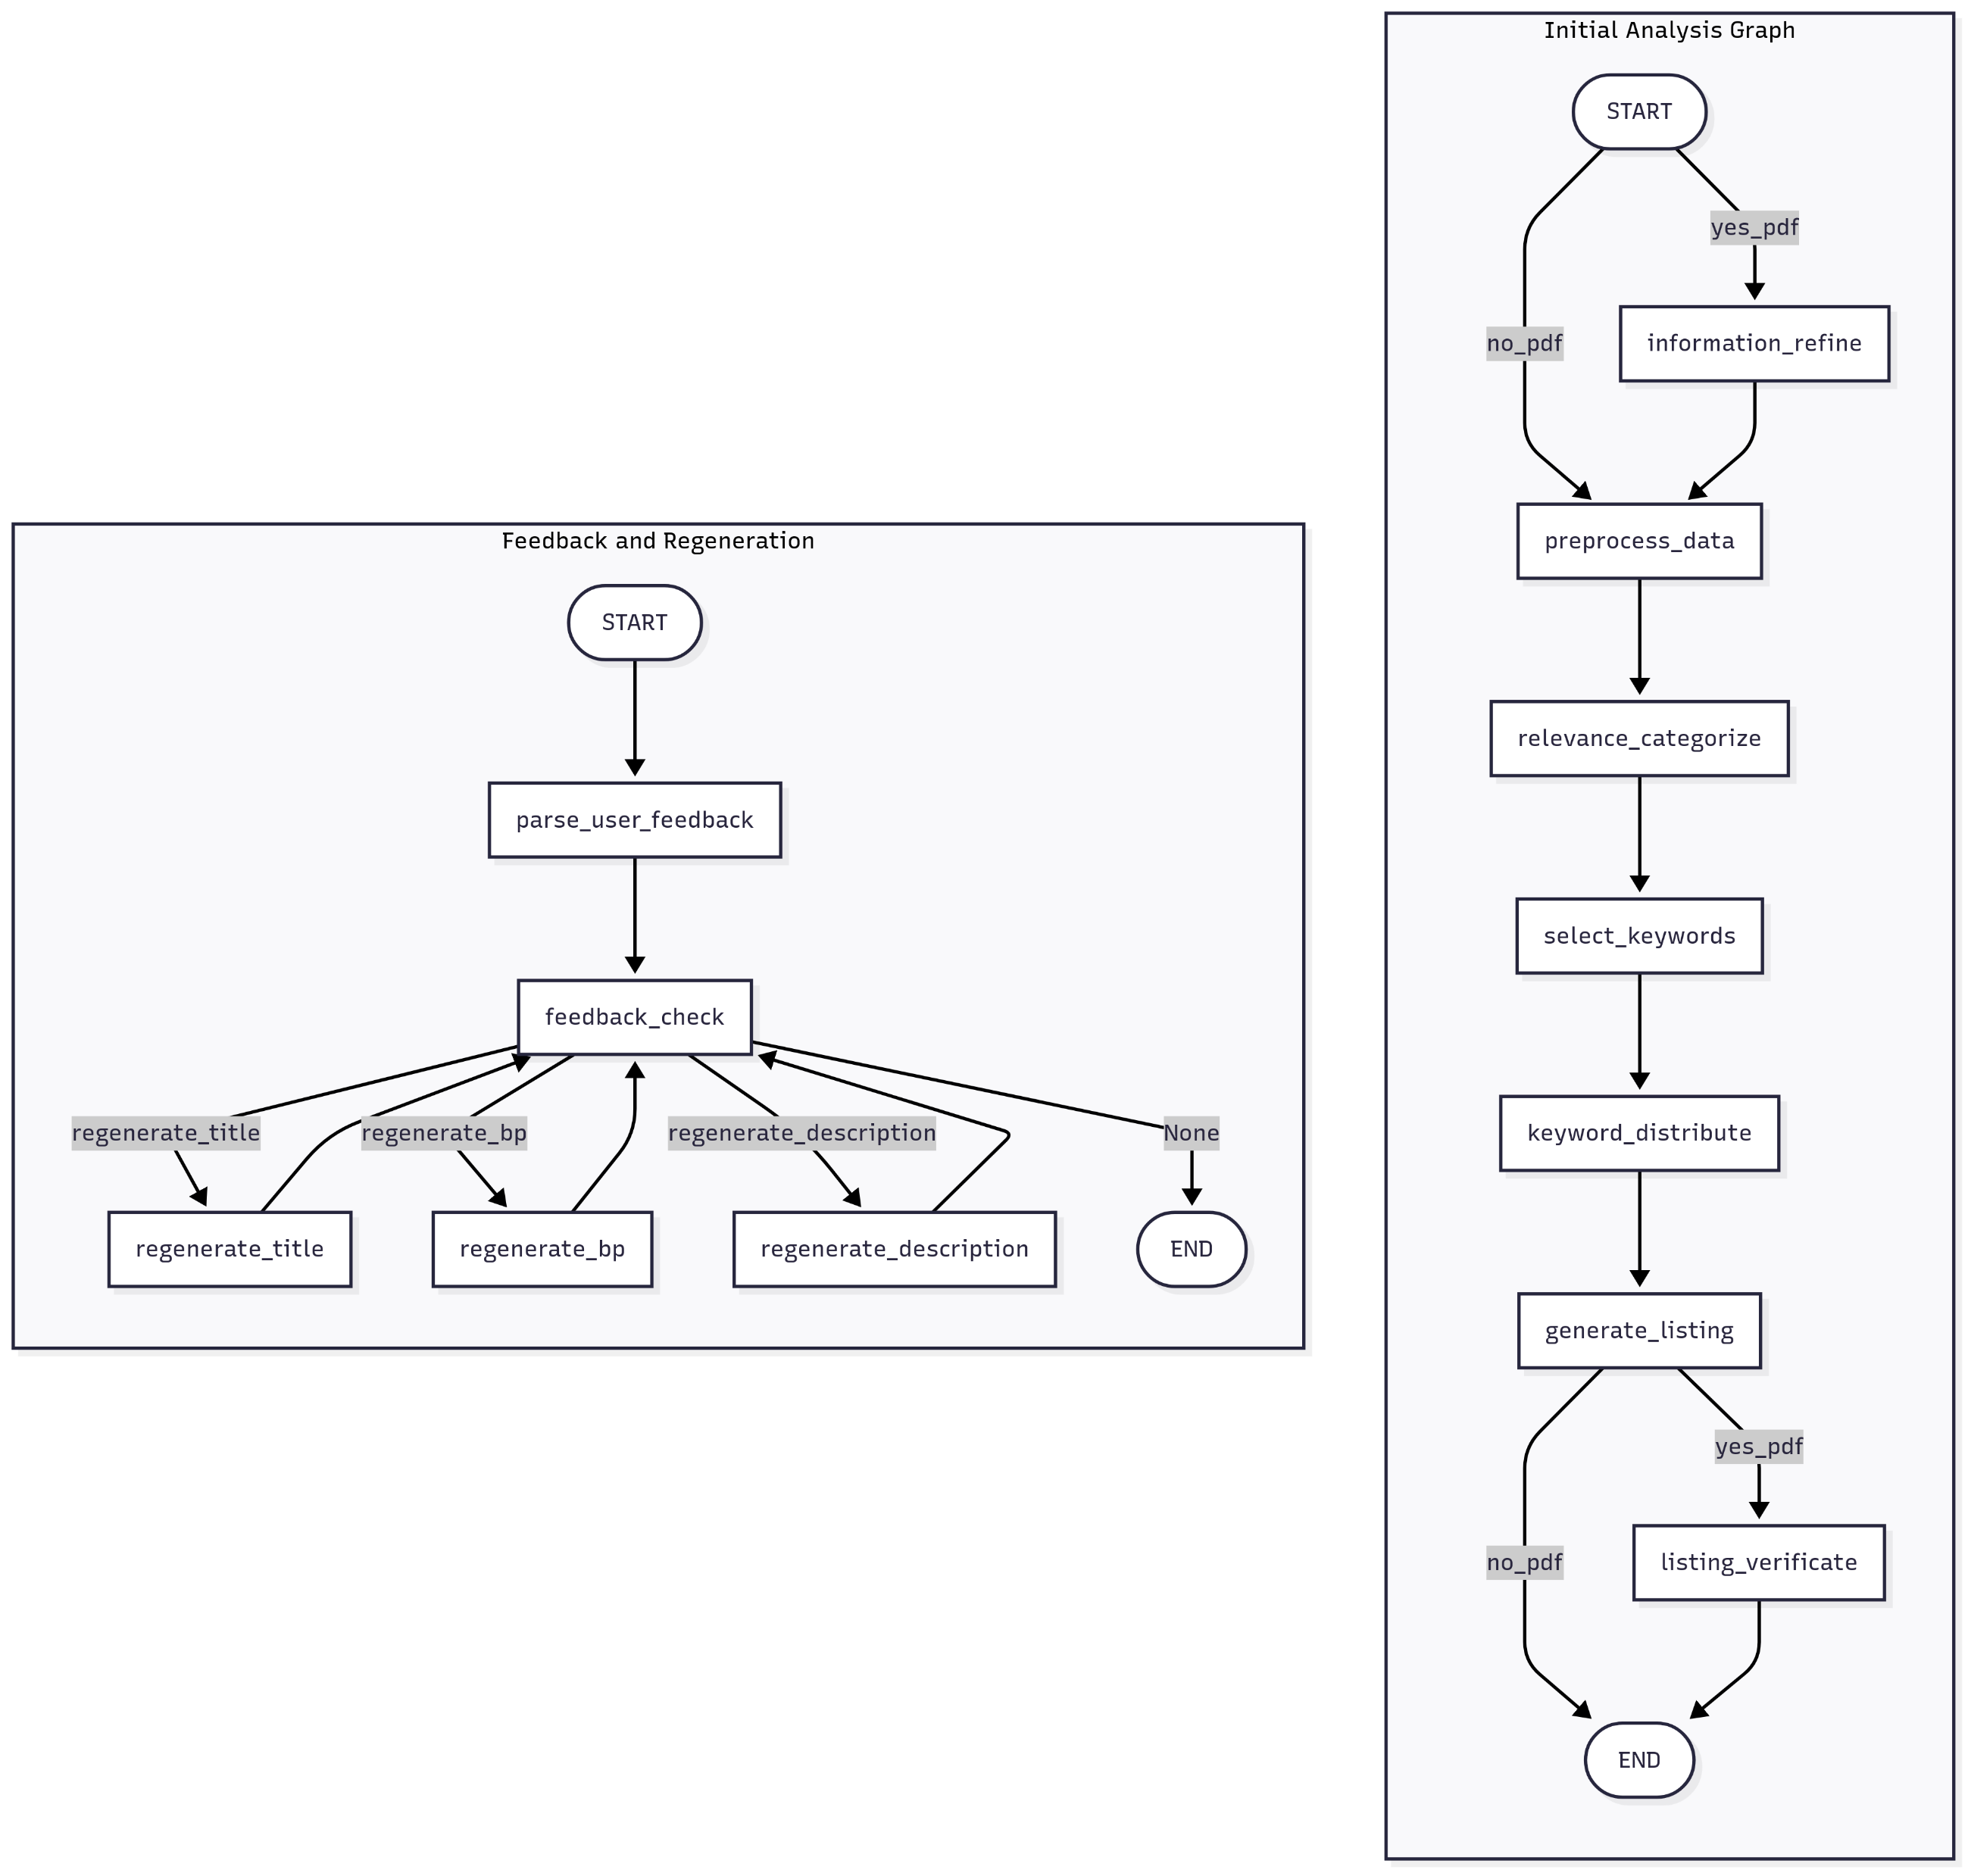 Initial Analysis Graph
START
yes_pdf
no_pdf
information_refine
preprocess_data
relevance_categorize
select_keywords
keyword_distribute
generate_listing
yes_pdf
no_pdf
listing_verificate
END
Feedback and Regeneration
START
parse_user_feedback
feedback_check
regenerate_title
regenerate_bp
regenerate_description
None
regenerate_title
regenerate_bp
regenerate_description
END